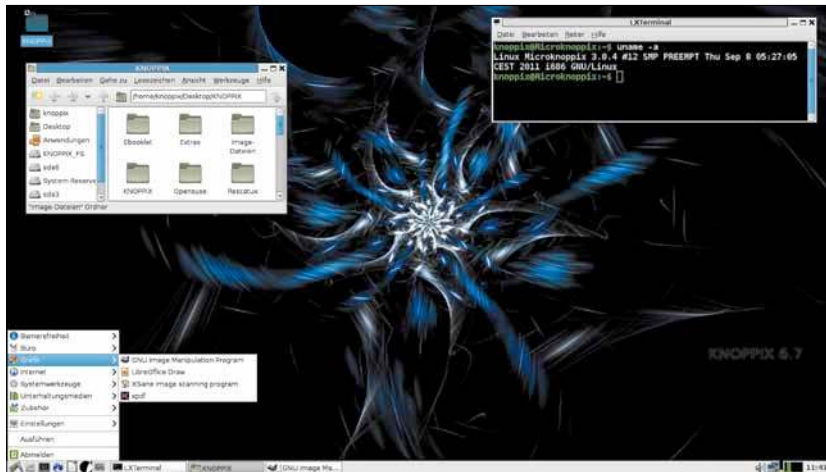 KNOPPIX
LXTerminal
Datei Bearbeiten Reiter Hilfe
knoppix@Microknoppix:~$ uname -a
Linux Microknoppix 3.0.4 #12 SMP PREEMPT Thu Sep 8 05:27:05
CEST 2011 i686 GNU/Linux
knoppix@Microknoppix:~$
KNOPPIX
Datei Bearbeiten Gehe zu Lesezeichen Ansicht Werkzeuge Hilfe
/home/knoppix/Desktop/KNOPPIX
knoppix
Desktop
Anwendungen
KNOPPIX_FS
sda6
System Reserve
sda3
Ebooklet
Extras
Image-
Dateien
KNOPPIX
Opensuse
Rescatux
"Image-Dateien" Ordner
KNOPPIX 6.7
Barrierefreiheit
Büro
Grafik
Internet
Systemwerkzeuge
Unterhaltungsmedien
Zubehör
Einstellungen
Ausführen
Abmelden
GNU Image Manipulation Program
LibreOffice Draw
XSane image scanning program
xpdf
LXTerminal
KNOPPIX
[GNU Image Ma...